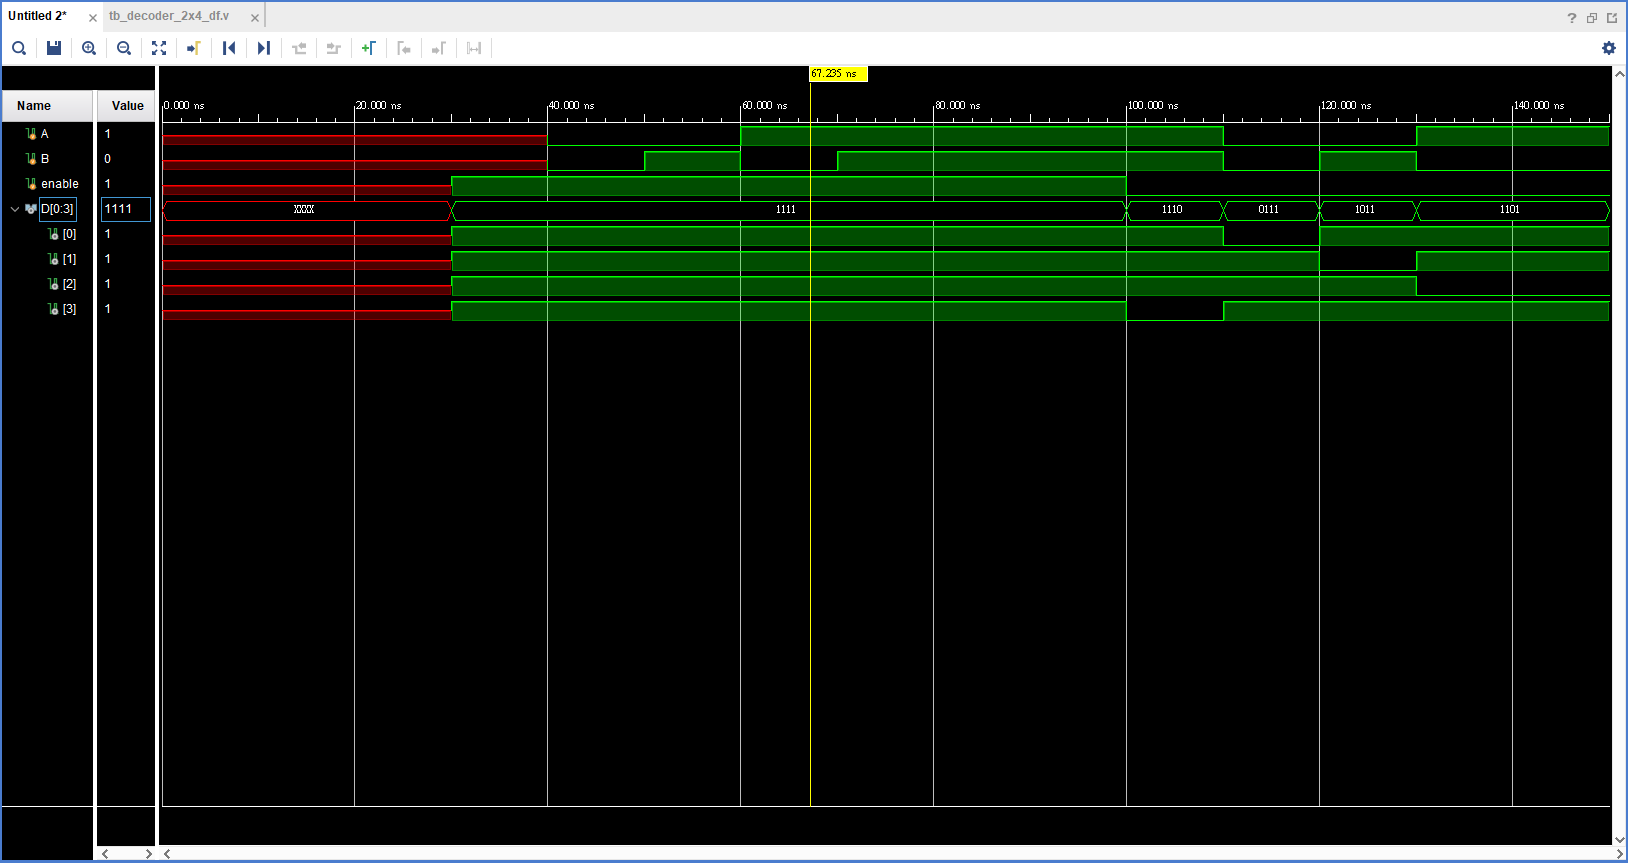 Untitled 2* × tb_decoder_2x4_df.v ×
?
67.235 ns
Name Value
0.000 ns 20.000 ns 40.000 ns 60.000 ns 80.000 ns 100.000 ns 120.000 ns 140.000 ns
A 1
B 0
enable 1
D[0:3] 1111 XXXX 1111 1110 0111 1011 1101
[0] 1
[1] 1
[2] 1
[3] 1